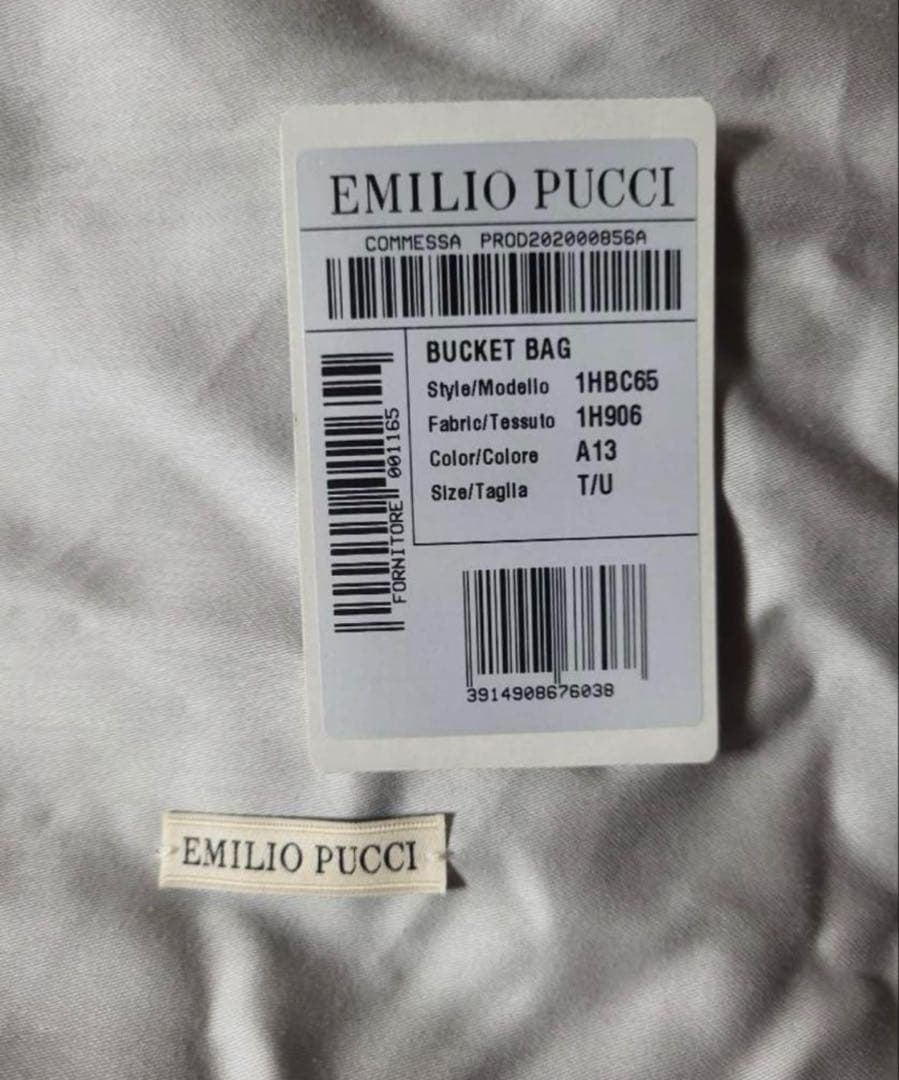 EMILIO PUCCI
COMMESSA PROD202000856A
BUCKET BAG
Style/Modello 1HBC65
Fabric/Tessuto 1H906
Color/Colore A13
Size/Taglia T/U
FORNITORE 001165
3914908676038
EMILIO PUCCI